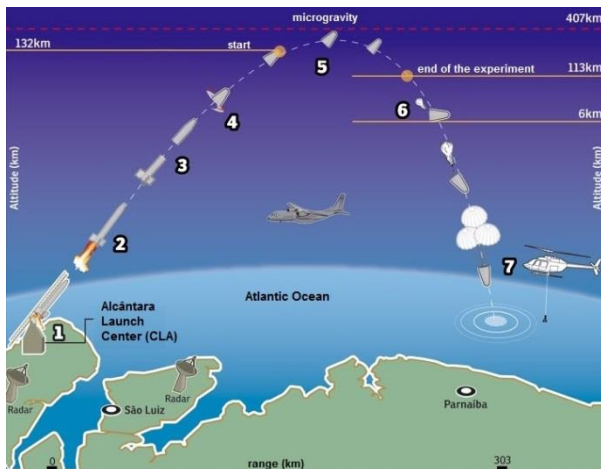 microgravity
407km
132km
start
5
end of the experiment
113km
6
6km
4
3
Altitude (km)
Altitude (km)
2
7
Atlantic Ocean
1
Alcântara
Launch
Center (CLA)
Radar
Radar
São Luiz
Parnaíba
0
range (km)
303